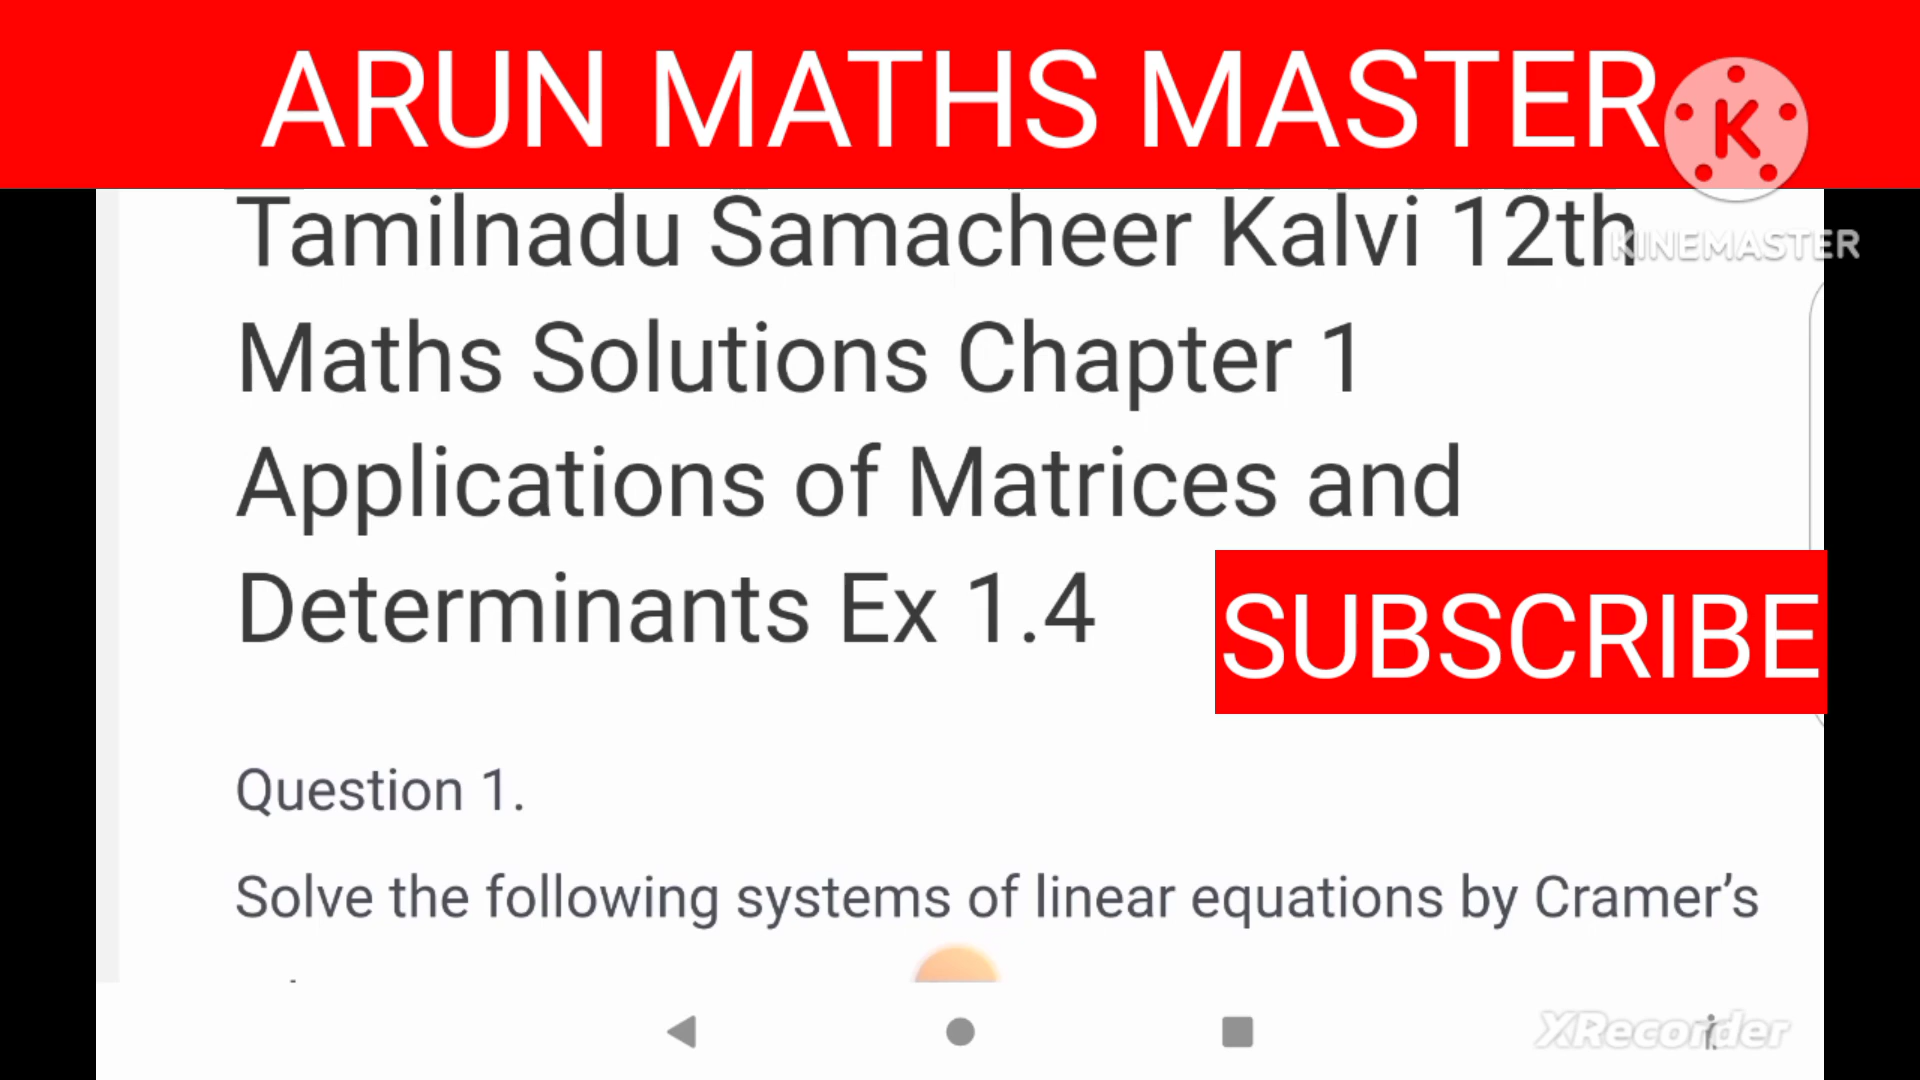 ARUN MATHS MASTER
K
KINEMASTER
Tamilnadu Samacheer Kalvi 12th
Maths Solutions Chapter 1
Applications of Matrices and
Determinants Ex 1.4
SUBSCRIBE
Question 1.
Solve the following systems of linear equations by Cramer’s
XRecorder